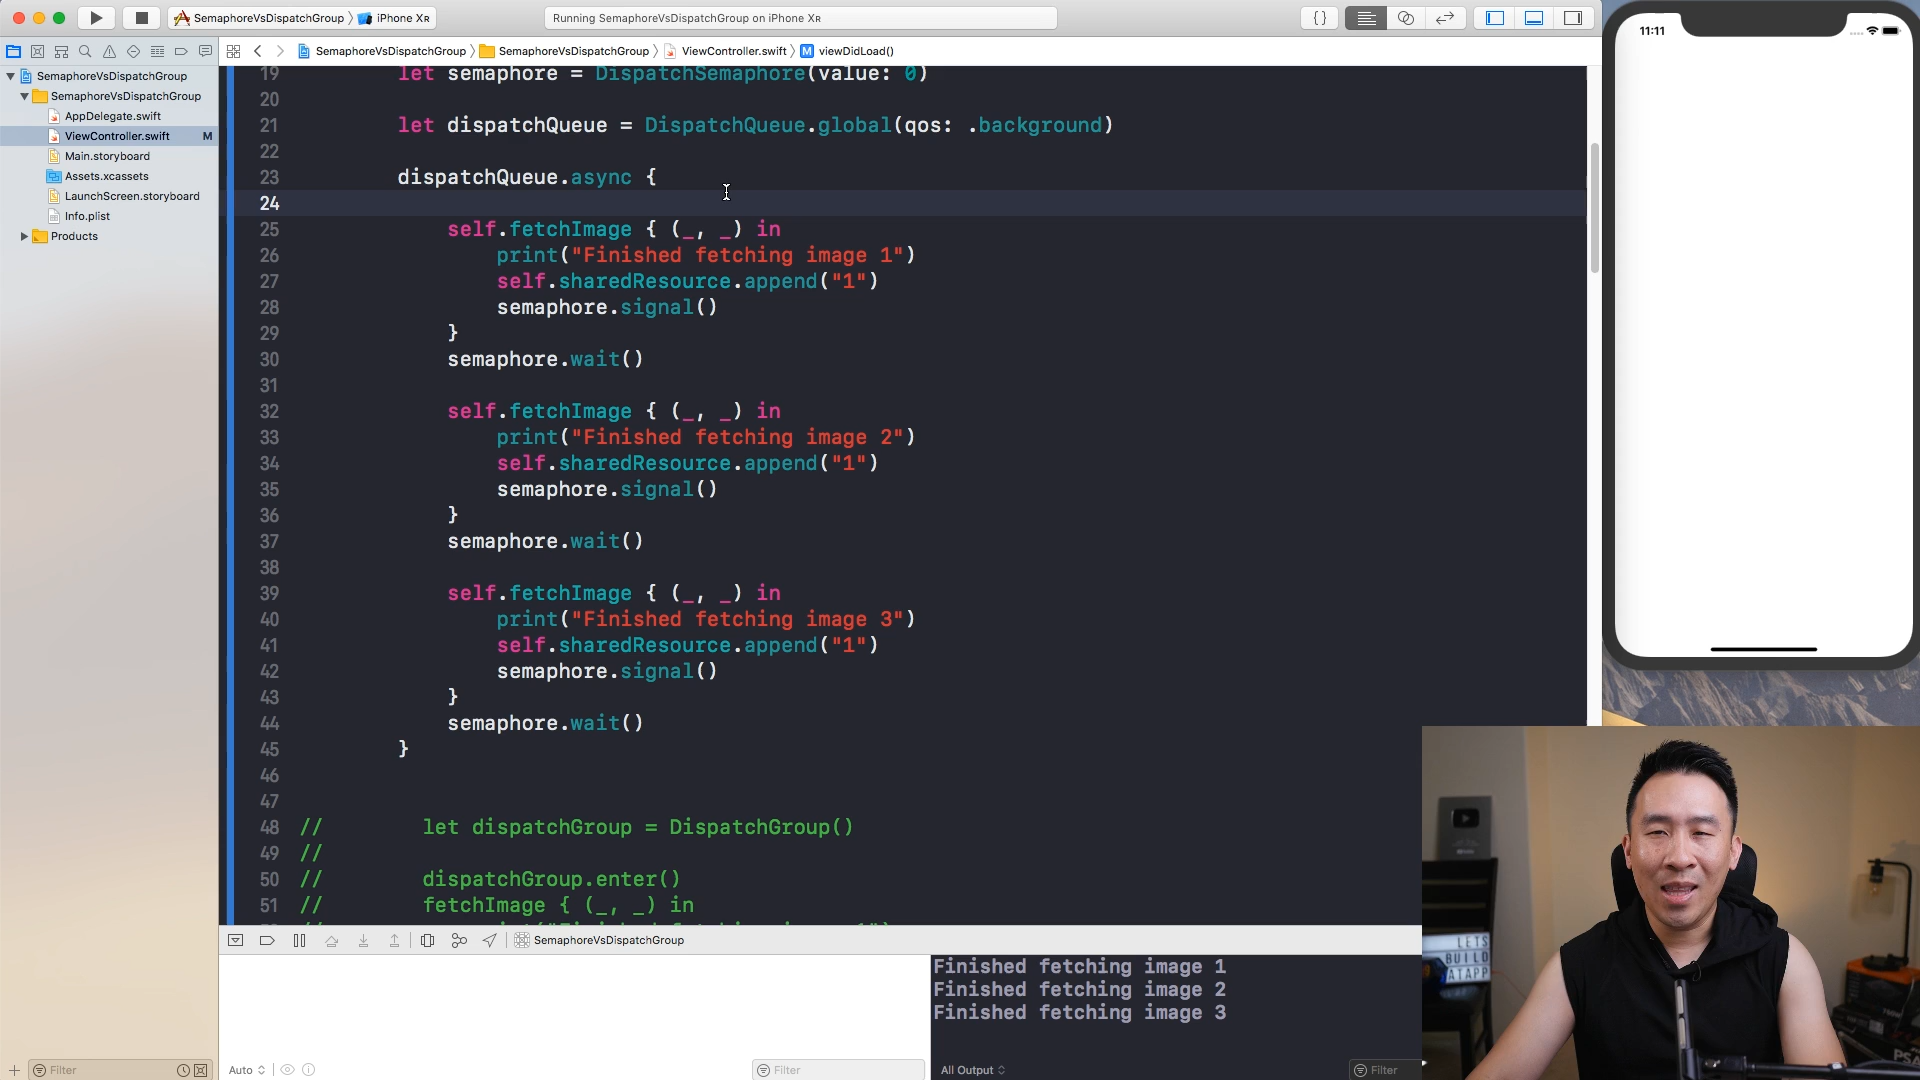 SemaphoreVsDispatchGroup
iPhone XR
Running SemaphoreVsDispatchGroup on iPhone XR
{}
SemaphoreVsDispatchGroup
SemaphoreVsDispatchGroup
ViewController.swift
M
viewDidLoad()
SemaphoreVsDispatchGroup
SemaphoreVsDispatchGroup
AppDelegate.swift
ViewController.swift M
Main.storyboard
Assets.xcassets
LaunchScreen.storyboard
Info.plist
Products
19 let semaphore = DispatchSemaphore(value: 0)
20
21 let dispatchQueue = DispatchQueue.global(qos: .background)
22
23 dispatchQueue.async {
24
25 self.fetchImage { (_, _) in
26 print("Finished fetching image 1")
27 self.sharedResource.append("1")
28 semaphore.signal()
29 }
30 semaphore.wait()
31
32 self.fetchImage { (_, _) in
33 print("Finished fetching image 2")
34 self.sharedResource.append("1")
35 semaphore.signal()
36 }
37 semaphore.wait()
38
39 self.fetchImage { (_, _) in
40 print("Finished fetching image 3")
41 self.sharedResource.append("1")
42 semaphore.signal()
43 }
44 semaphore.wait()
45 }
46
47
48 // let dispatchGroup = DispatchGroup()
49 //
50 // dispatchGroup.enter()
51 // fetchImage { (_, _) in
SemaphoreVsDispatchGroup
Finished fetching image 1
Finished fetching image 2
Finished fetching image 3
Filter
Auto
Filter
All Output
Filter
11:11
LETS
BUILD
ATAPP